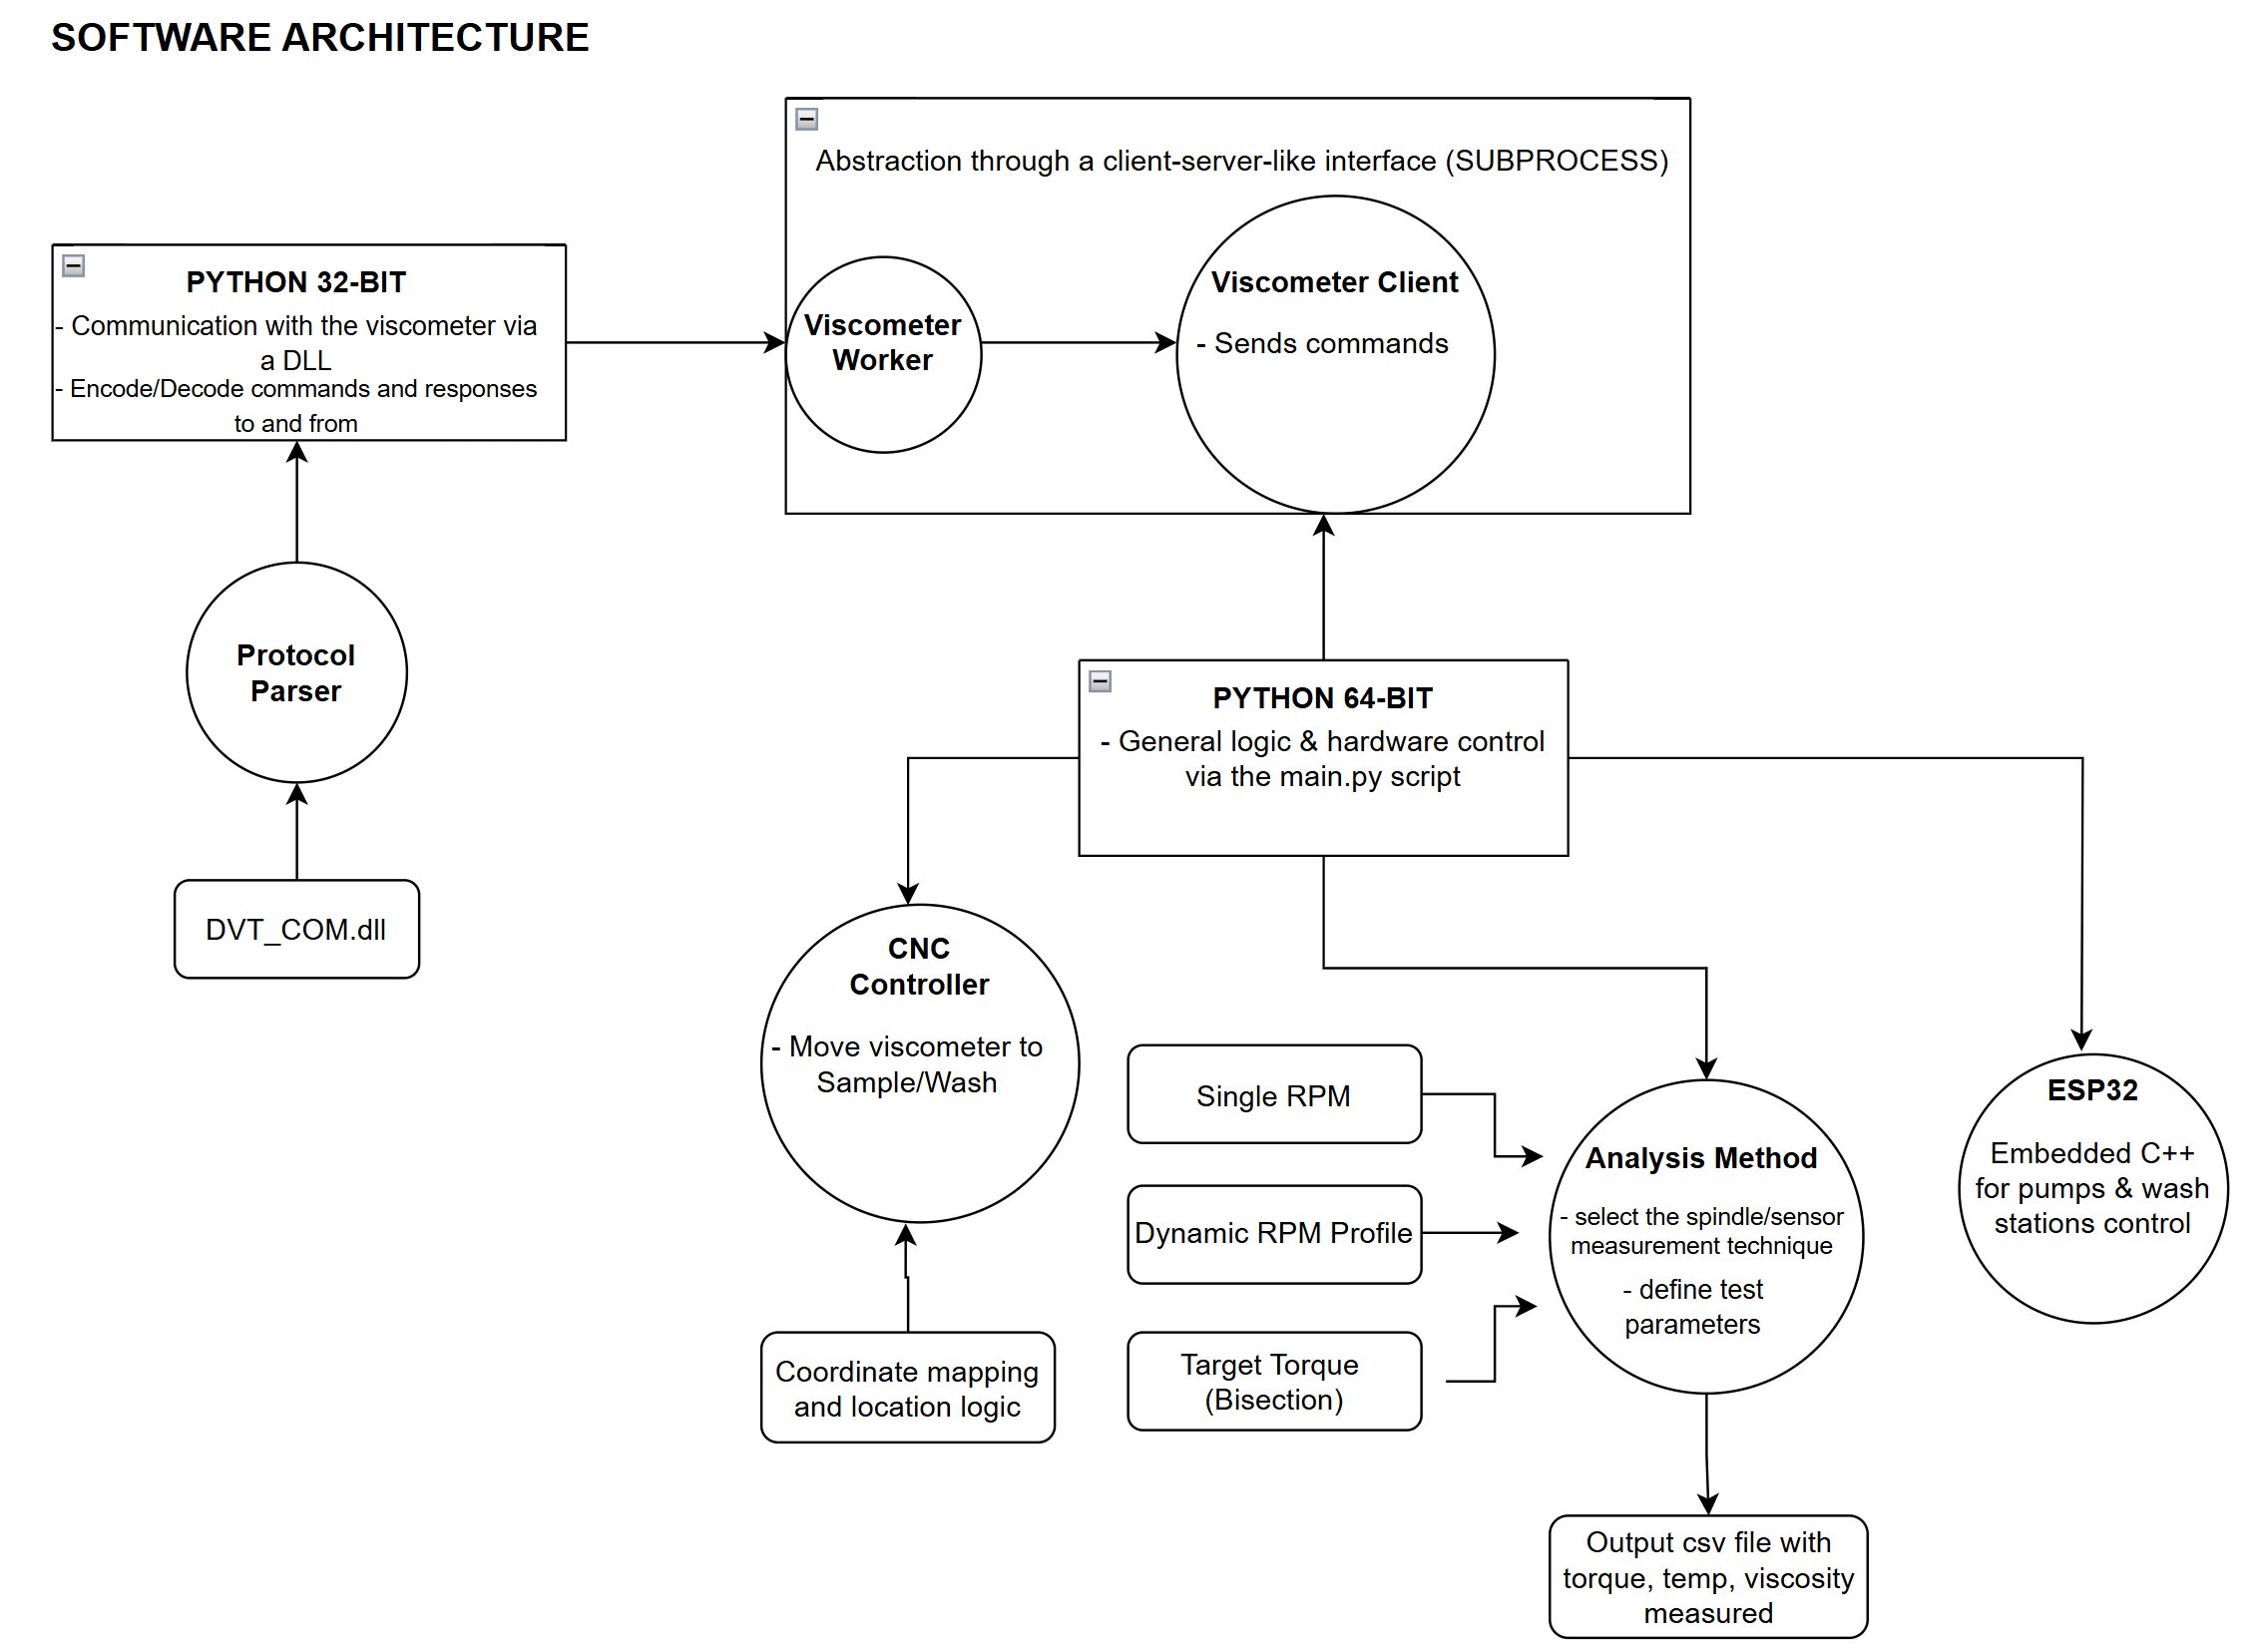 SOFTWARE ARCHITECTURE
Abstraction through a client-server-like interface (SUBPROCESS)
PYTHON 32-BIT
- Communication with the viscometer via
a DLL
- Encode/Decode commands and responses
to and from
Viscometer
Worker
Viscometer Client
- Sends commands
Protocol
Parser
DVT_COM.dll
PYTHON 64-BIT
- General logic & hardware control
via the main.py script
CNC
Controller
- Move viscometer to
Sample/Wash
Coordinate mapping
and location logic
Single RPM
Dynamic RPM Profile
Target Torque
(Bisection)
Analysis Method
- select the spindle/sensor
measurement technique
- define test
parameters
ESP32
Embedded C++
for pumps & wash
stations control
Output csv file with
torque, temp, viscosity
measured